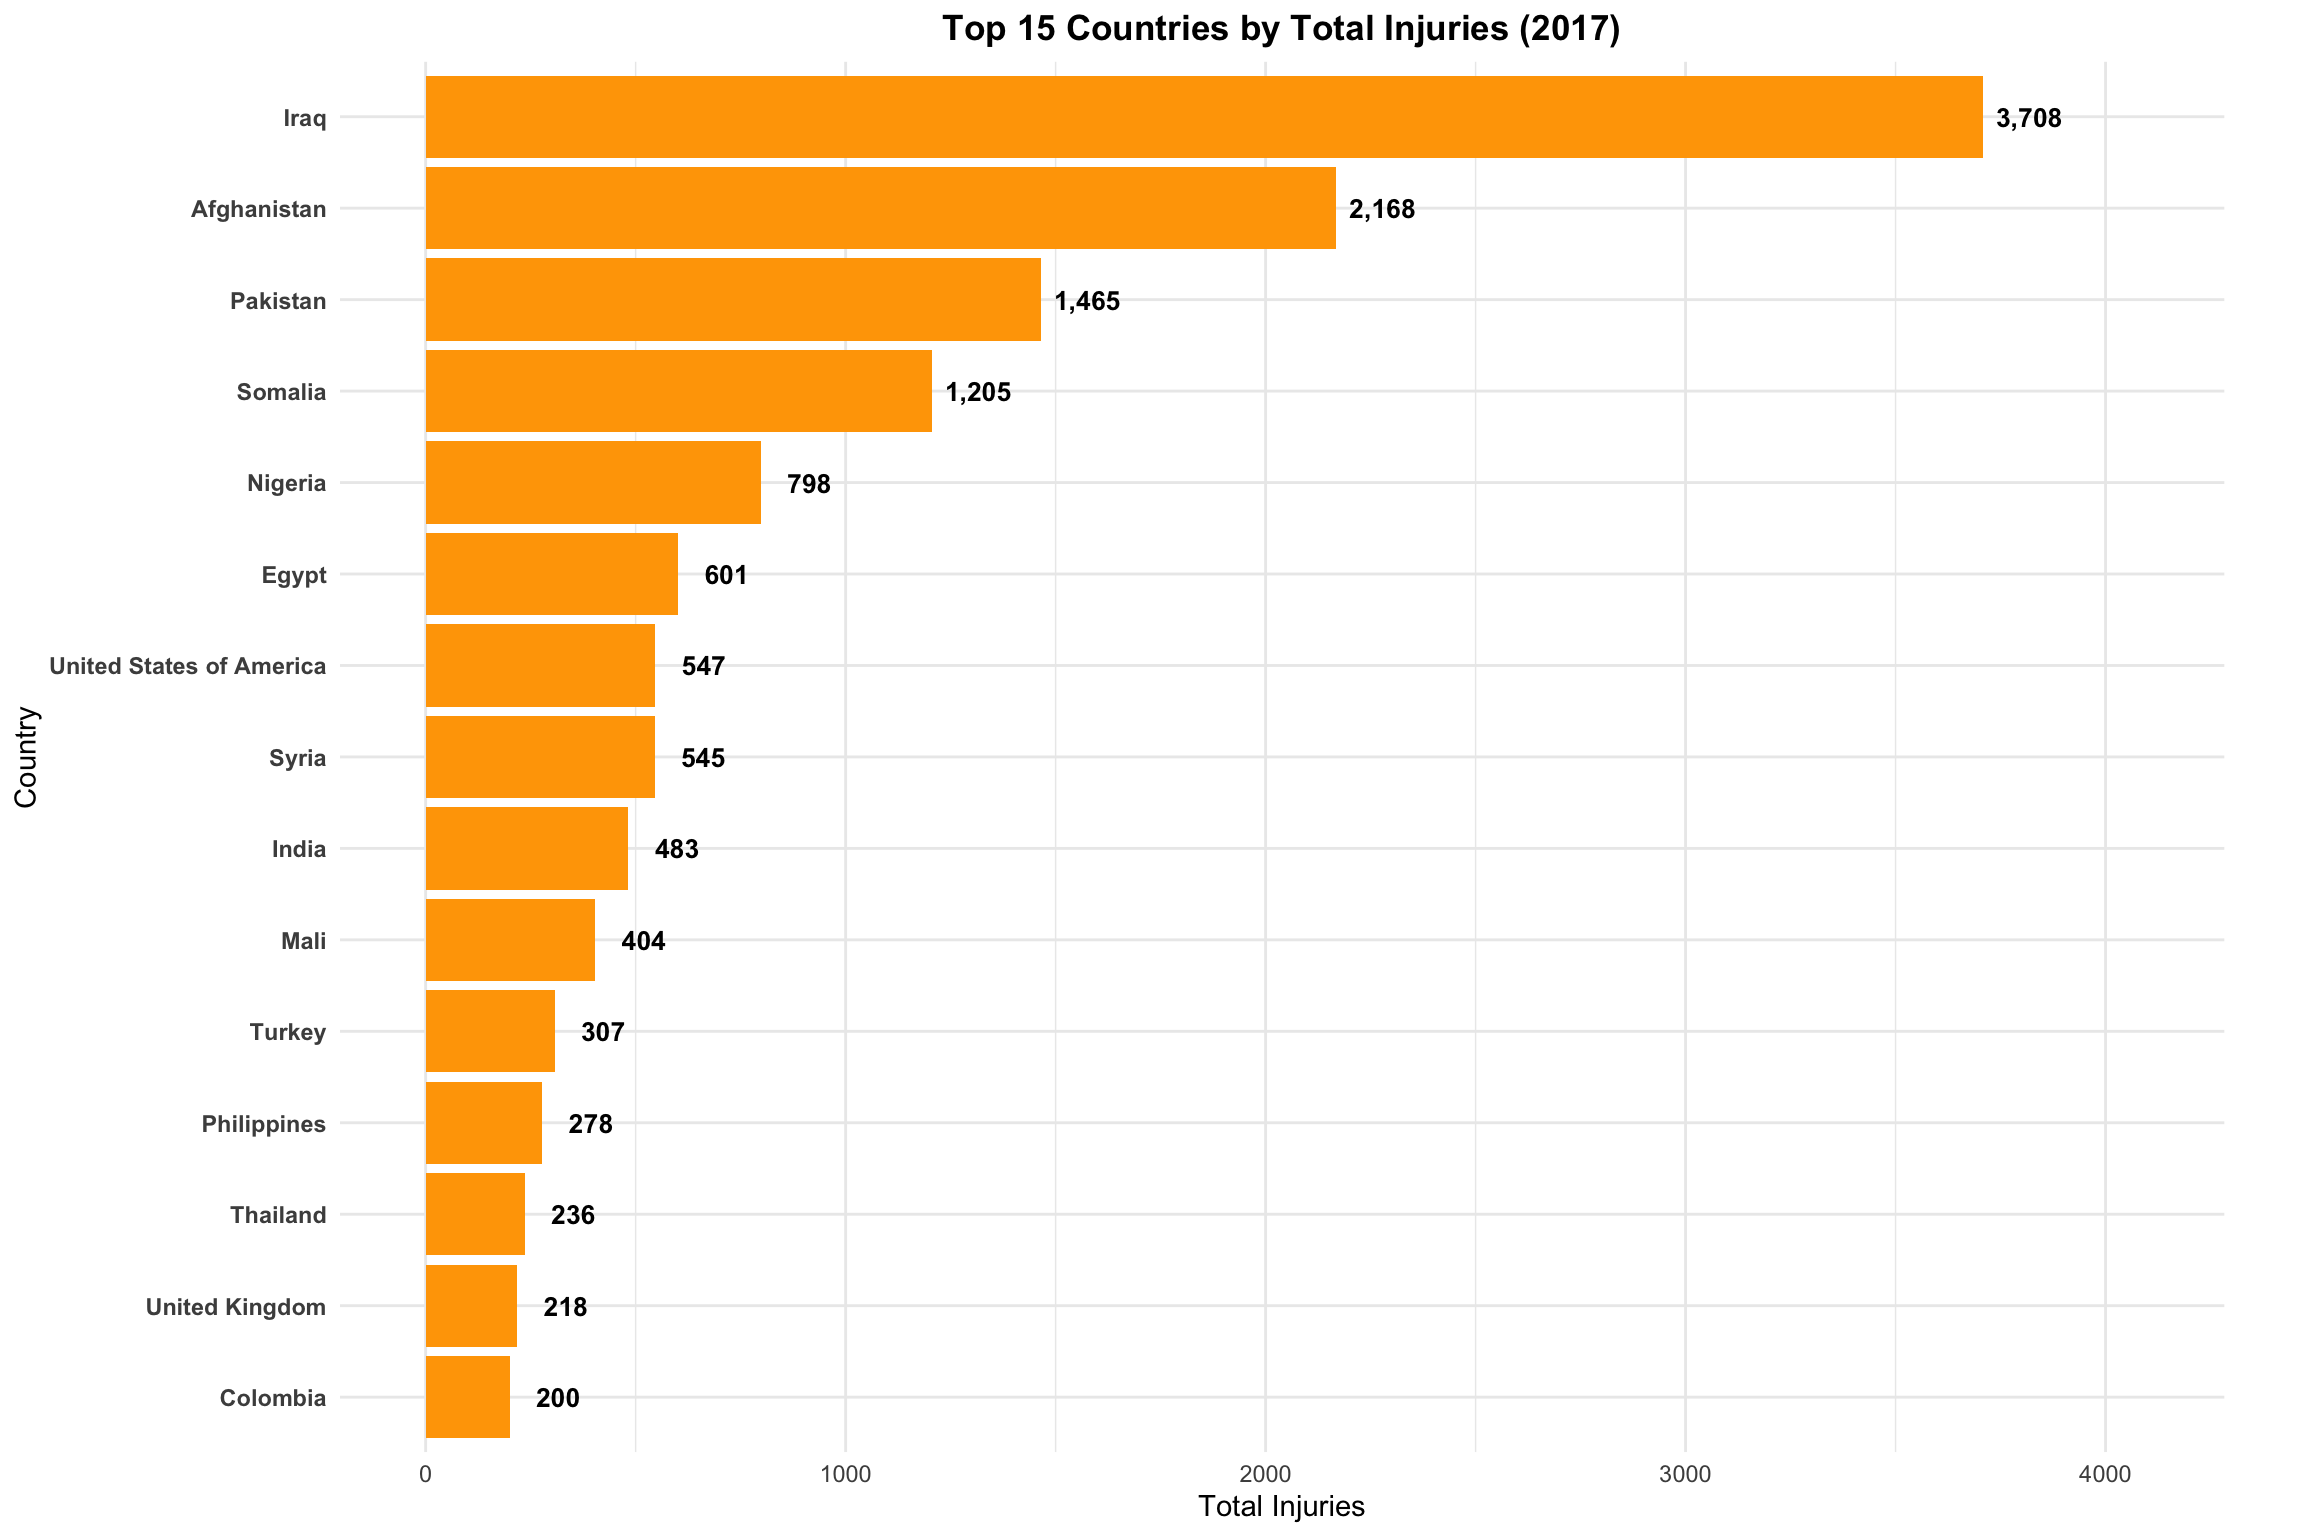 Top 15 Countries by Total Injuries (2017)
Country
Iraq 3,708
Afghanistan 2,168
Pakistan 1,465
Somalia 1,205
Nigeria 798
Egypt 601
United States of America 547
Syria 545
India 483
Mali 404
Turkey 307
Philippines 278
Thailand 236
United Kingdom 218
Colombia 200
0 1000 2000 3000 4000
Total Injuries